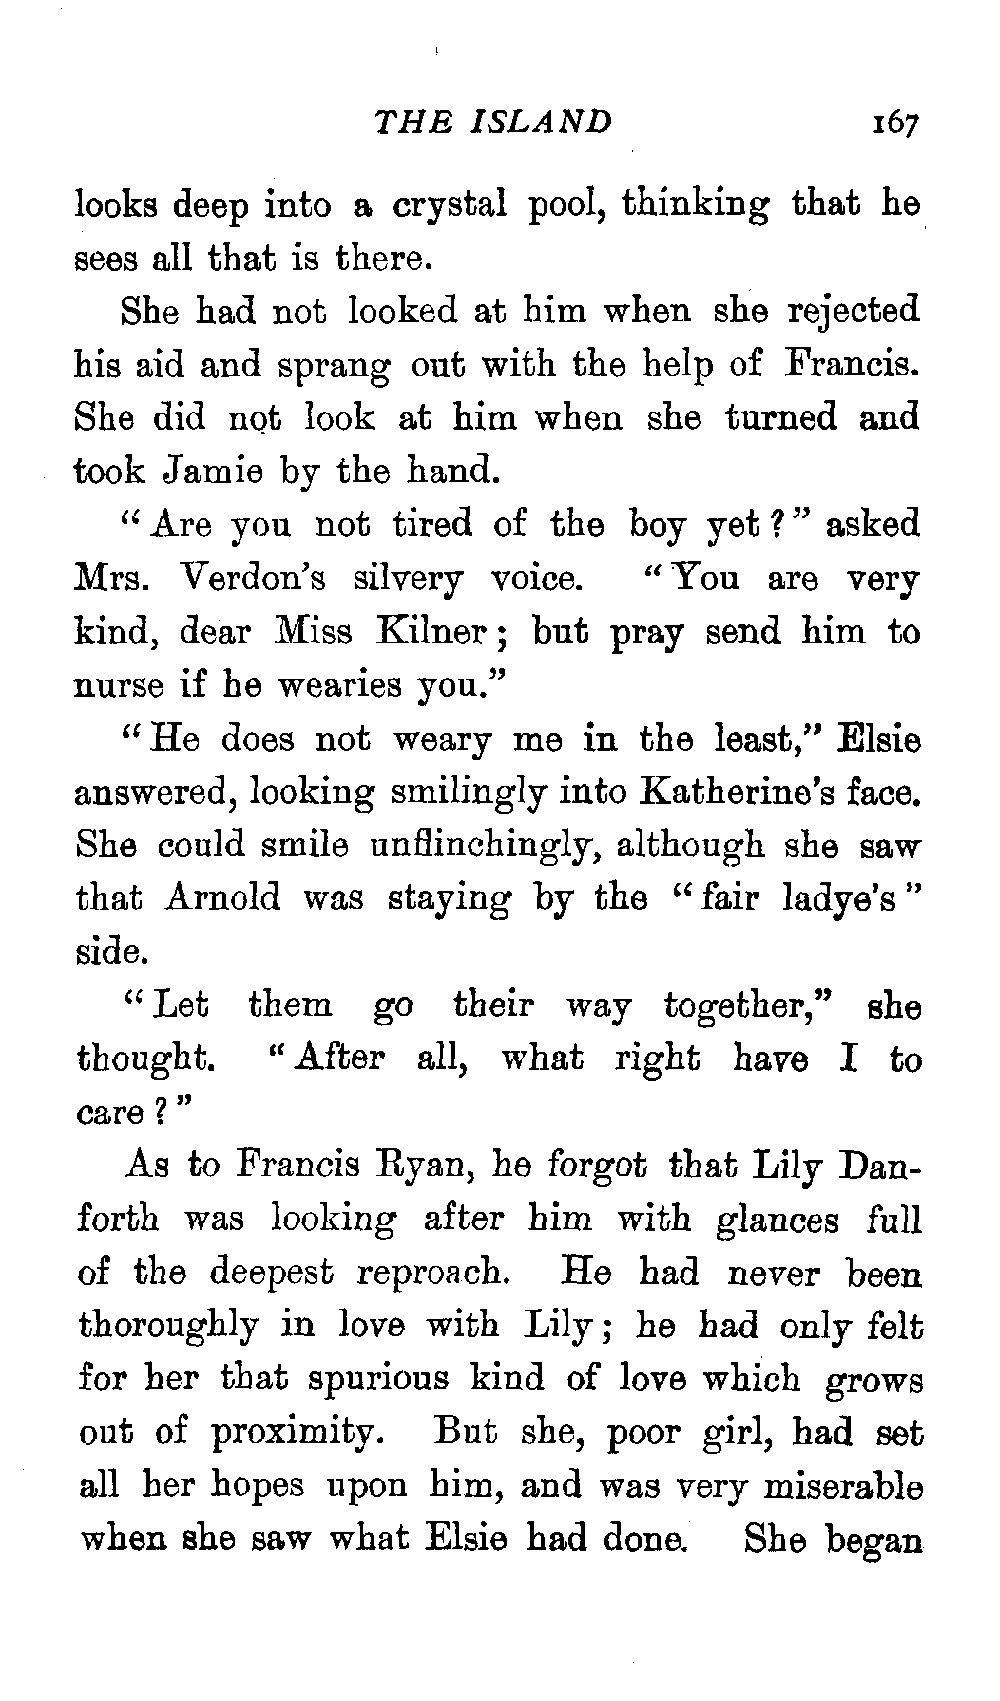 THE ISLAND 167
looks deep into a crystal pool, thinking that he
sees all that is there.
She had not looked at him when she rejected
his aid and sprang out with the help of Francis.
She did not look at him when she turned and
took Jamie by the hand.
“Are you not tired of the boy yet?” asked
Mrs. Verdon’s silvery voice. “You are very
kind, dear Miss Kilner; but pray send him to
nurse if he wearies you.”
“He does not weary me in the least,” Elsie
answered, looking smilingly into Katherine’s face.
She could smile unflinchingly, although she saw
that Arnold was staying by the “fair ladye’s”
side.
“Let them go their way together,” she
thought. “After all, what right have I to
care?”
As to Francis Ryan, he forgot that Lily Dan-
forth was looking after him with glances full
of the deepest reproach. He had never been
thoroughly in love with Lily; he had only felt
for her that spurious kind of love which grows
out of proximity. But she, poor girl, had set
all her hopes upon him, and was very miserable
when she saw what Elsie had done. She began